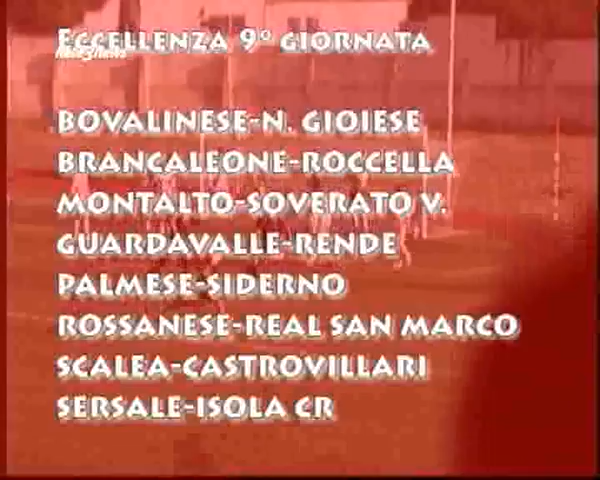 ECCELLENZA 9° GIORNATA
BOVALINESE-N. GIOIESE
BRANCALEONE-ROCCELLA
MONTALTO-SOVERATO V.
GUARDAVALLE-RENDE
PALMESE-SIDERNO
ROSSANESE-REAL SAN MARCO
SCALEA-CASTROVILLARI
SERSALE-ISOLA CR